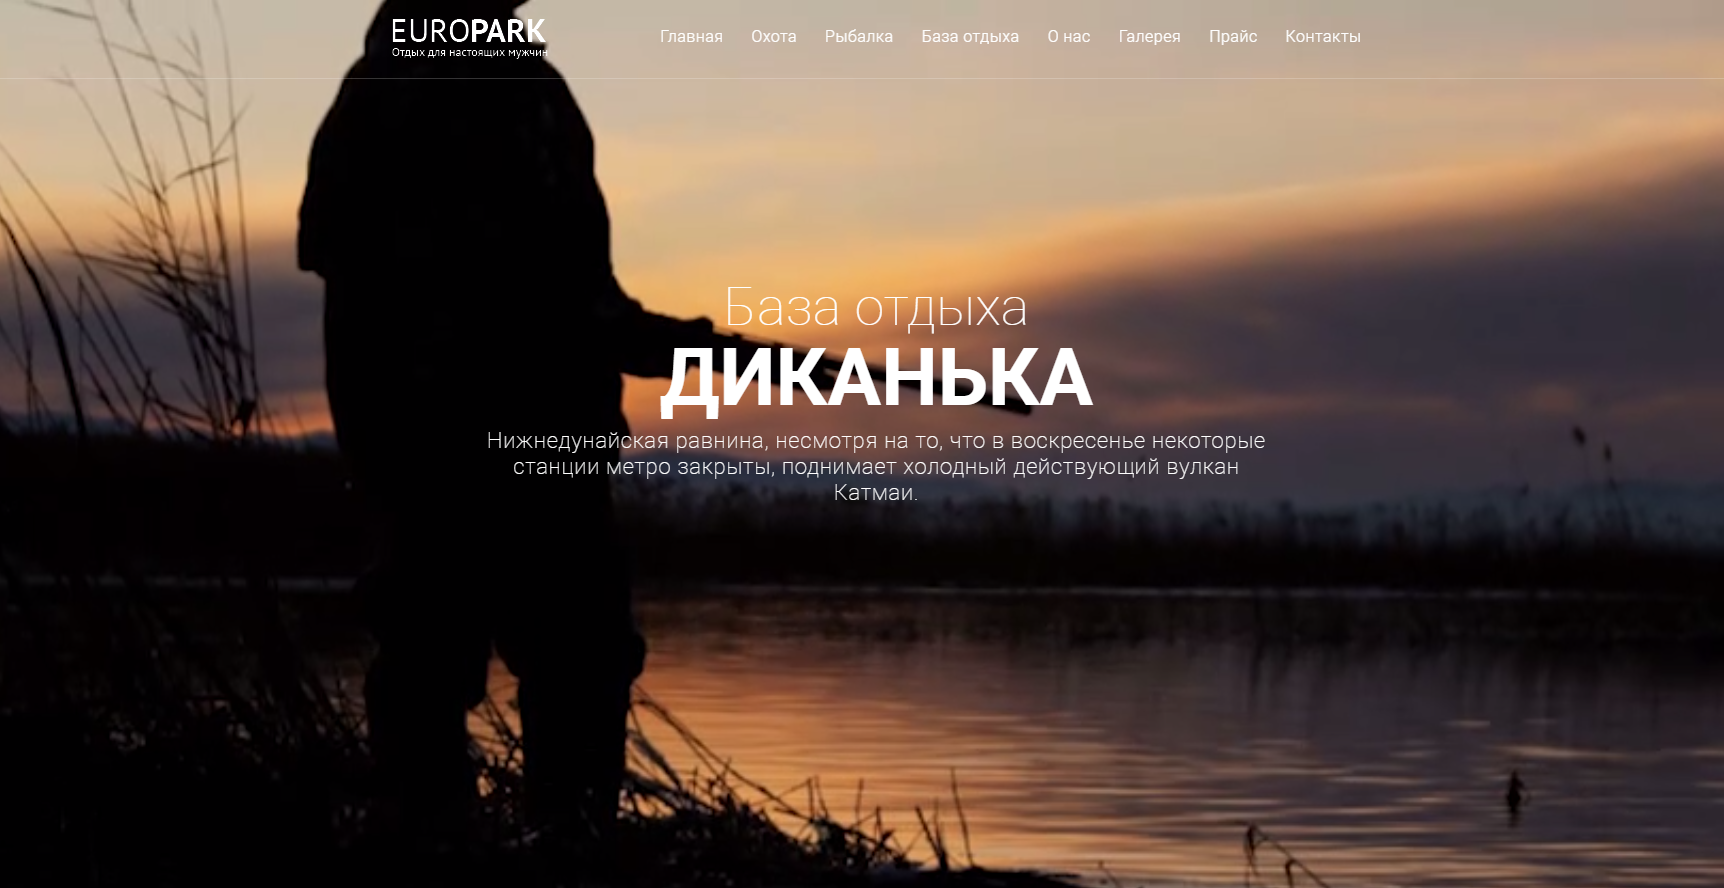 EUROPARK
Отдых для настоящих мужчин
Главная Охота Рыбалка База отдыха О нас Галерея Прайс Контакты
База отдыха
ДИКАНЬКА
Нижнедунайская равнина, несмотря на то, что в воскресенье некоторые
станции метро закрыты, поднимает холодный действующий вулкан
Катмаи.